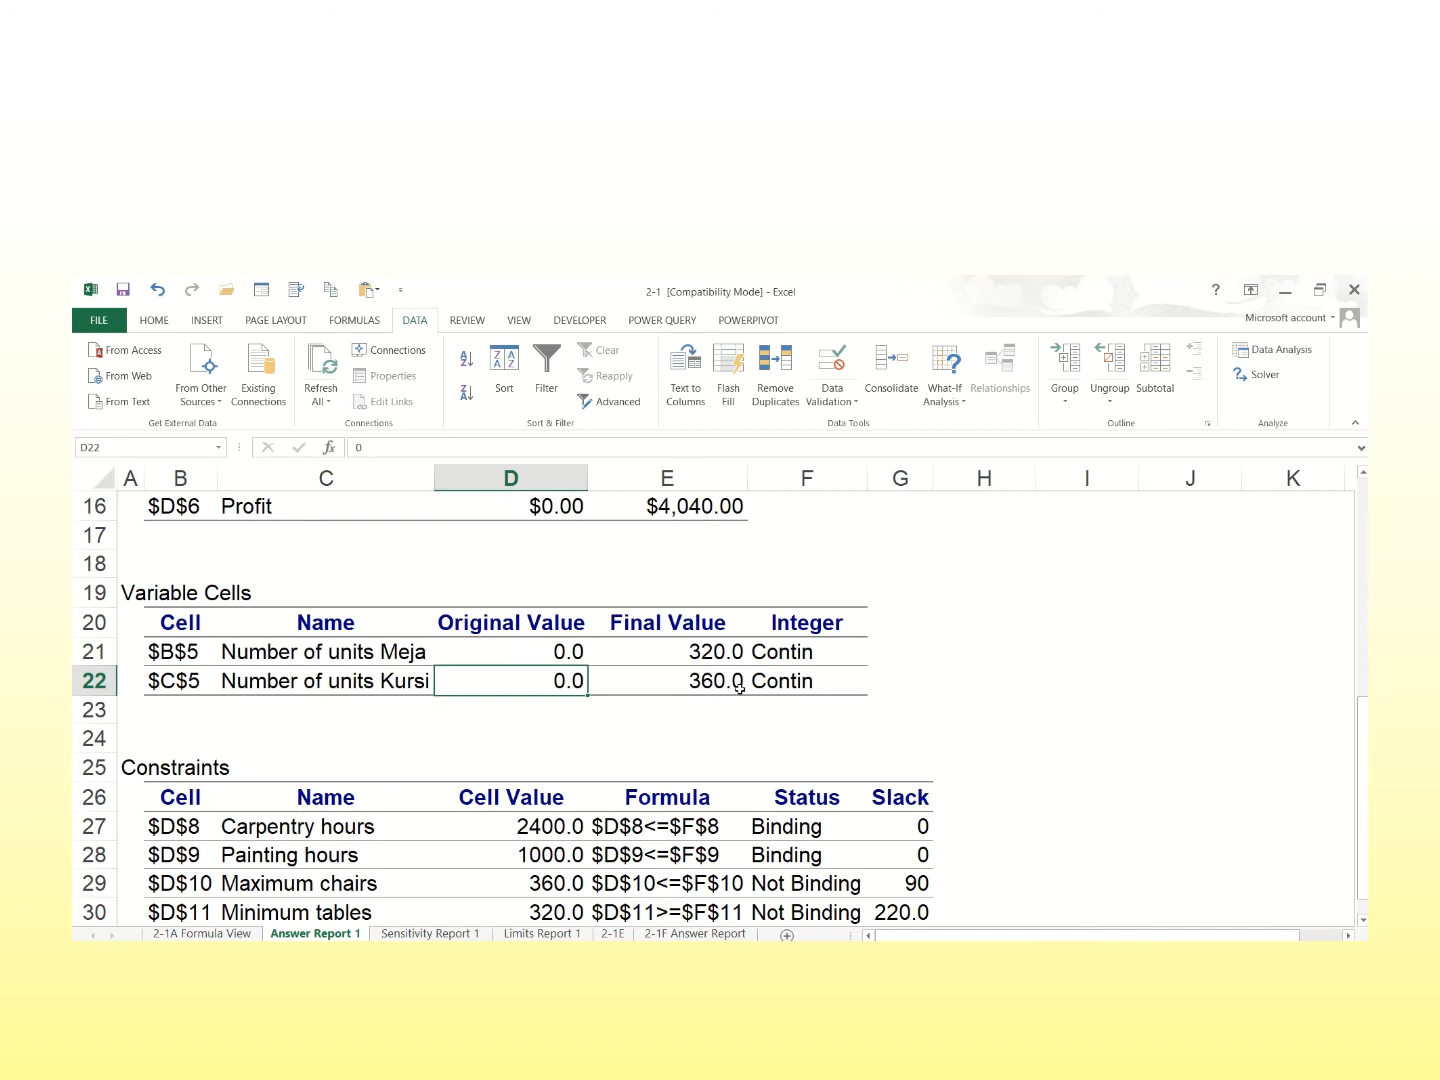 2-1 [Compatibility Mode] - Excel
?
FILE HOME INSERT PAGE LAYOUT FORMULAS DATA REVIEW VIEW DEVELOPER POWER QUERY POWERPIVOT Microsoft account
From Access
From Web
From Text
From Other Sources
Existing Connections
Get External Data
Refresh All
Connections
Properties
Edit Links
Connections
Sort
Filter
Clear
Reapply
Advanced
Sort & Filter
Text to Columns
Flash Fill
Remove Duplicates
Data Validation
Consolidate
What-If Analysis
Relationships
Data Tools
Group
Ungroup
Subtotal
Outline
Data Analysis
Solver
Analyze
D22 fx 0
A B C D E F G H I J K
16 $D$6 Profit $0.00 $4,040.00
17
18
19 Variable Cells
20 Cell Name Original Value Final Value Integer
21 $B$5 Number of units Meja 0.0 320.0 Contin
22 $C$5 Number of units Kursi 0.0 360.0 Contin
23
24
25 Constraints
26 Cell Name Cell Value Formula Status Slack
27 $D$8 Carpentry hours 2400.0 $D$8<=$F$8 Binding 0
28 $D$9 Painting hours 1000.0 $D$9<=$F$9 Binding 0
29 $D$10 Maximum chairs 360.0 $D$10<=$F$10 Not Binding 90
30 $D$11 Minimum tables 320.0 $D$11>=$F$11 Not Binding 220.0
2-1A Formula View Answer Report 1 Sensitivity Report 1 Limits Report 1 2-1E 2-1F Answer Report